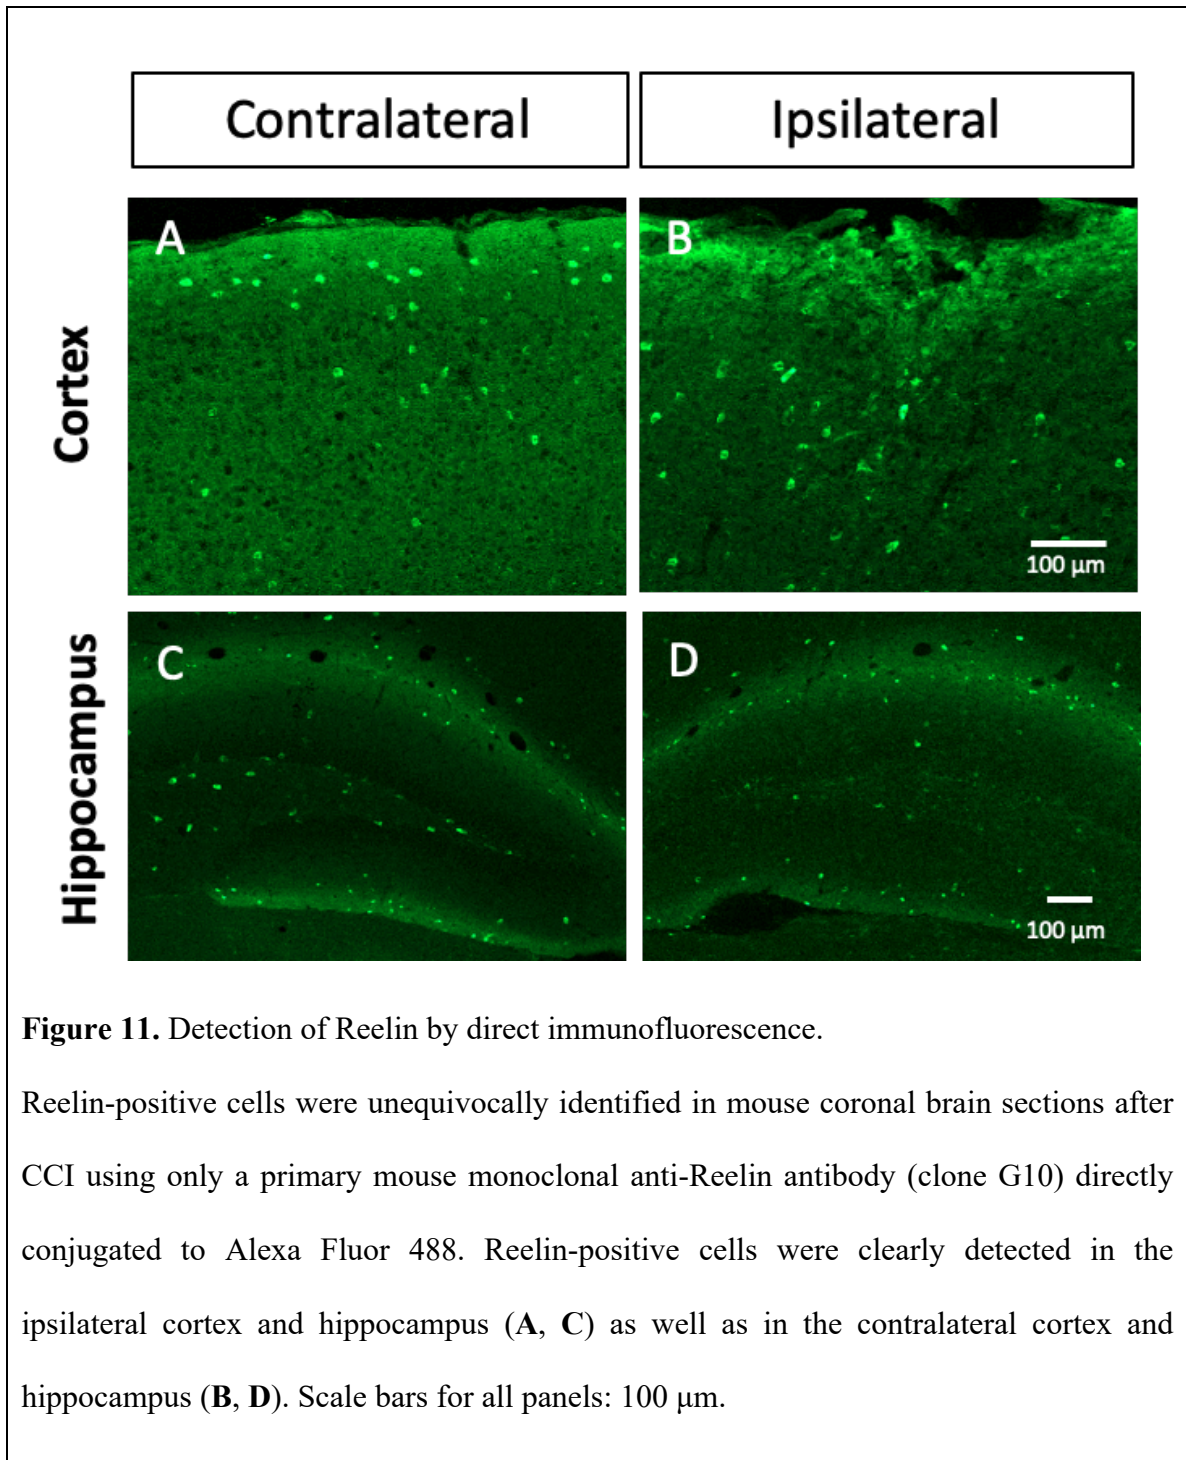 Contralateral
Ipsilateral
Cortex
A
B
100 μm
Hippocampus
C
D
100 μm
Figure 11. Detection of Reelin by direct immunofluorescence.
Reelin-positive cells were unequivocally identified in mouse coronal brain sections after
CCI using only a primary mouse monoclonal anti-Reelin antibody (clone G10) directly
conjugated to Alexa Fluor 488. Reelin-positive cells were clearly detected in the
ipsilateral cortex and hippocampus (A, C) as well as in the contralateral cortex and
hippocampus (B, D). Scale bars for all panels: 100 μm.